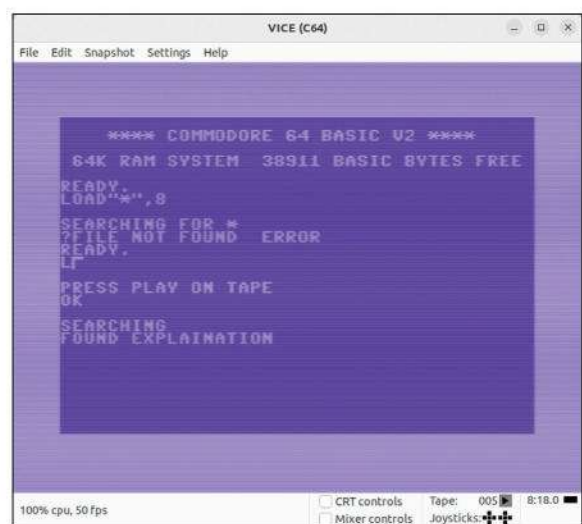 VICE (C64)
File Edit Snapshot Settings Help
**** COMMODORE 64 BASIC V2 ****
64K RAM SYSTEM 38911 BASIC BYTES FREE
READY.
LOAD"*",8
SEARCHING FOR *
?FILE NOT FOUND ERROR
READY.
L┌
PRESS PLAY ON TAPE
OK
SEARCHING
FOUND EXPLAINATION
100% cpu, 50 fps
CRT controls
Mixer controls
Tape: 005
Joysticks:
8:18.0